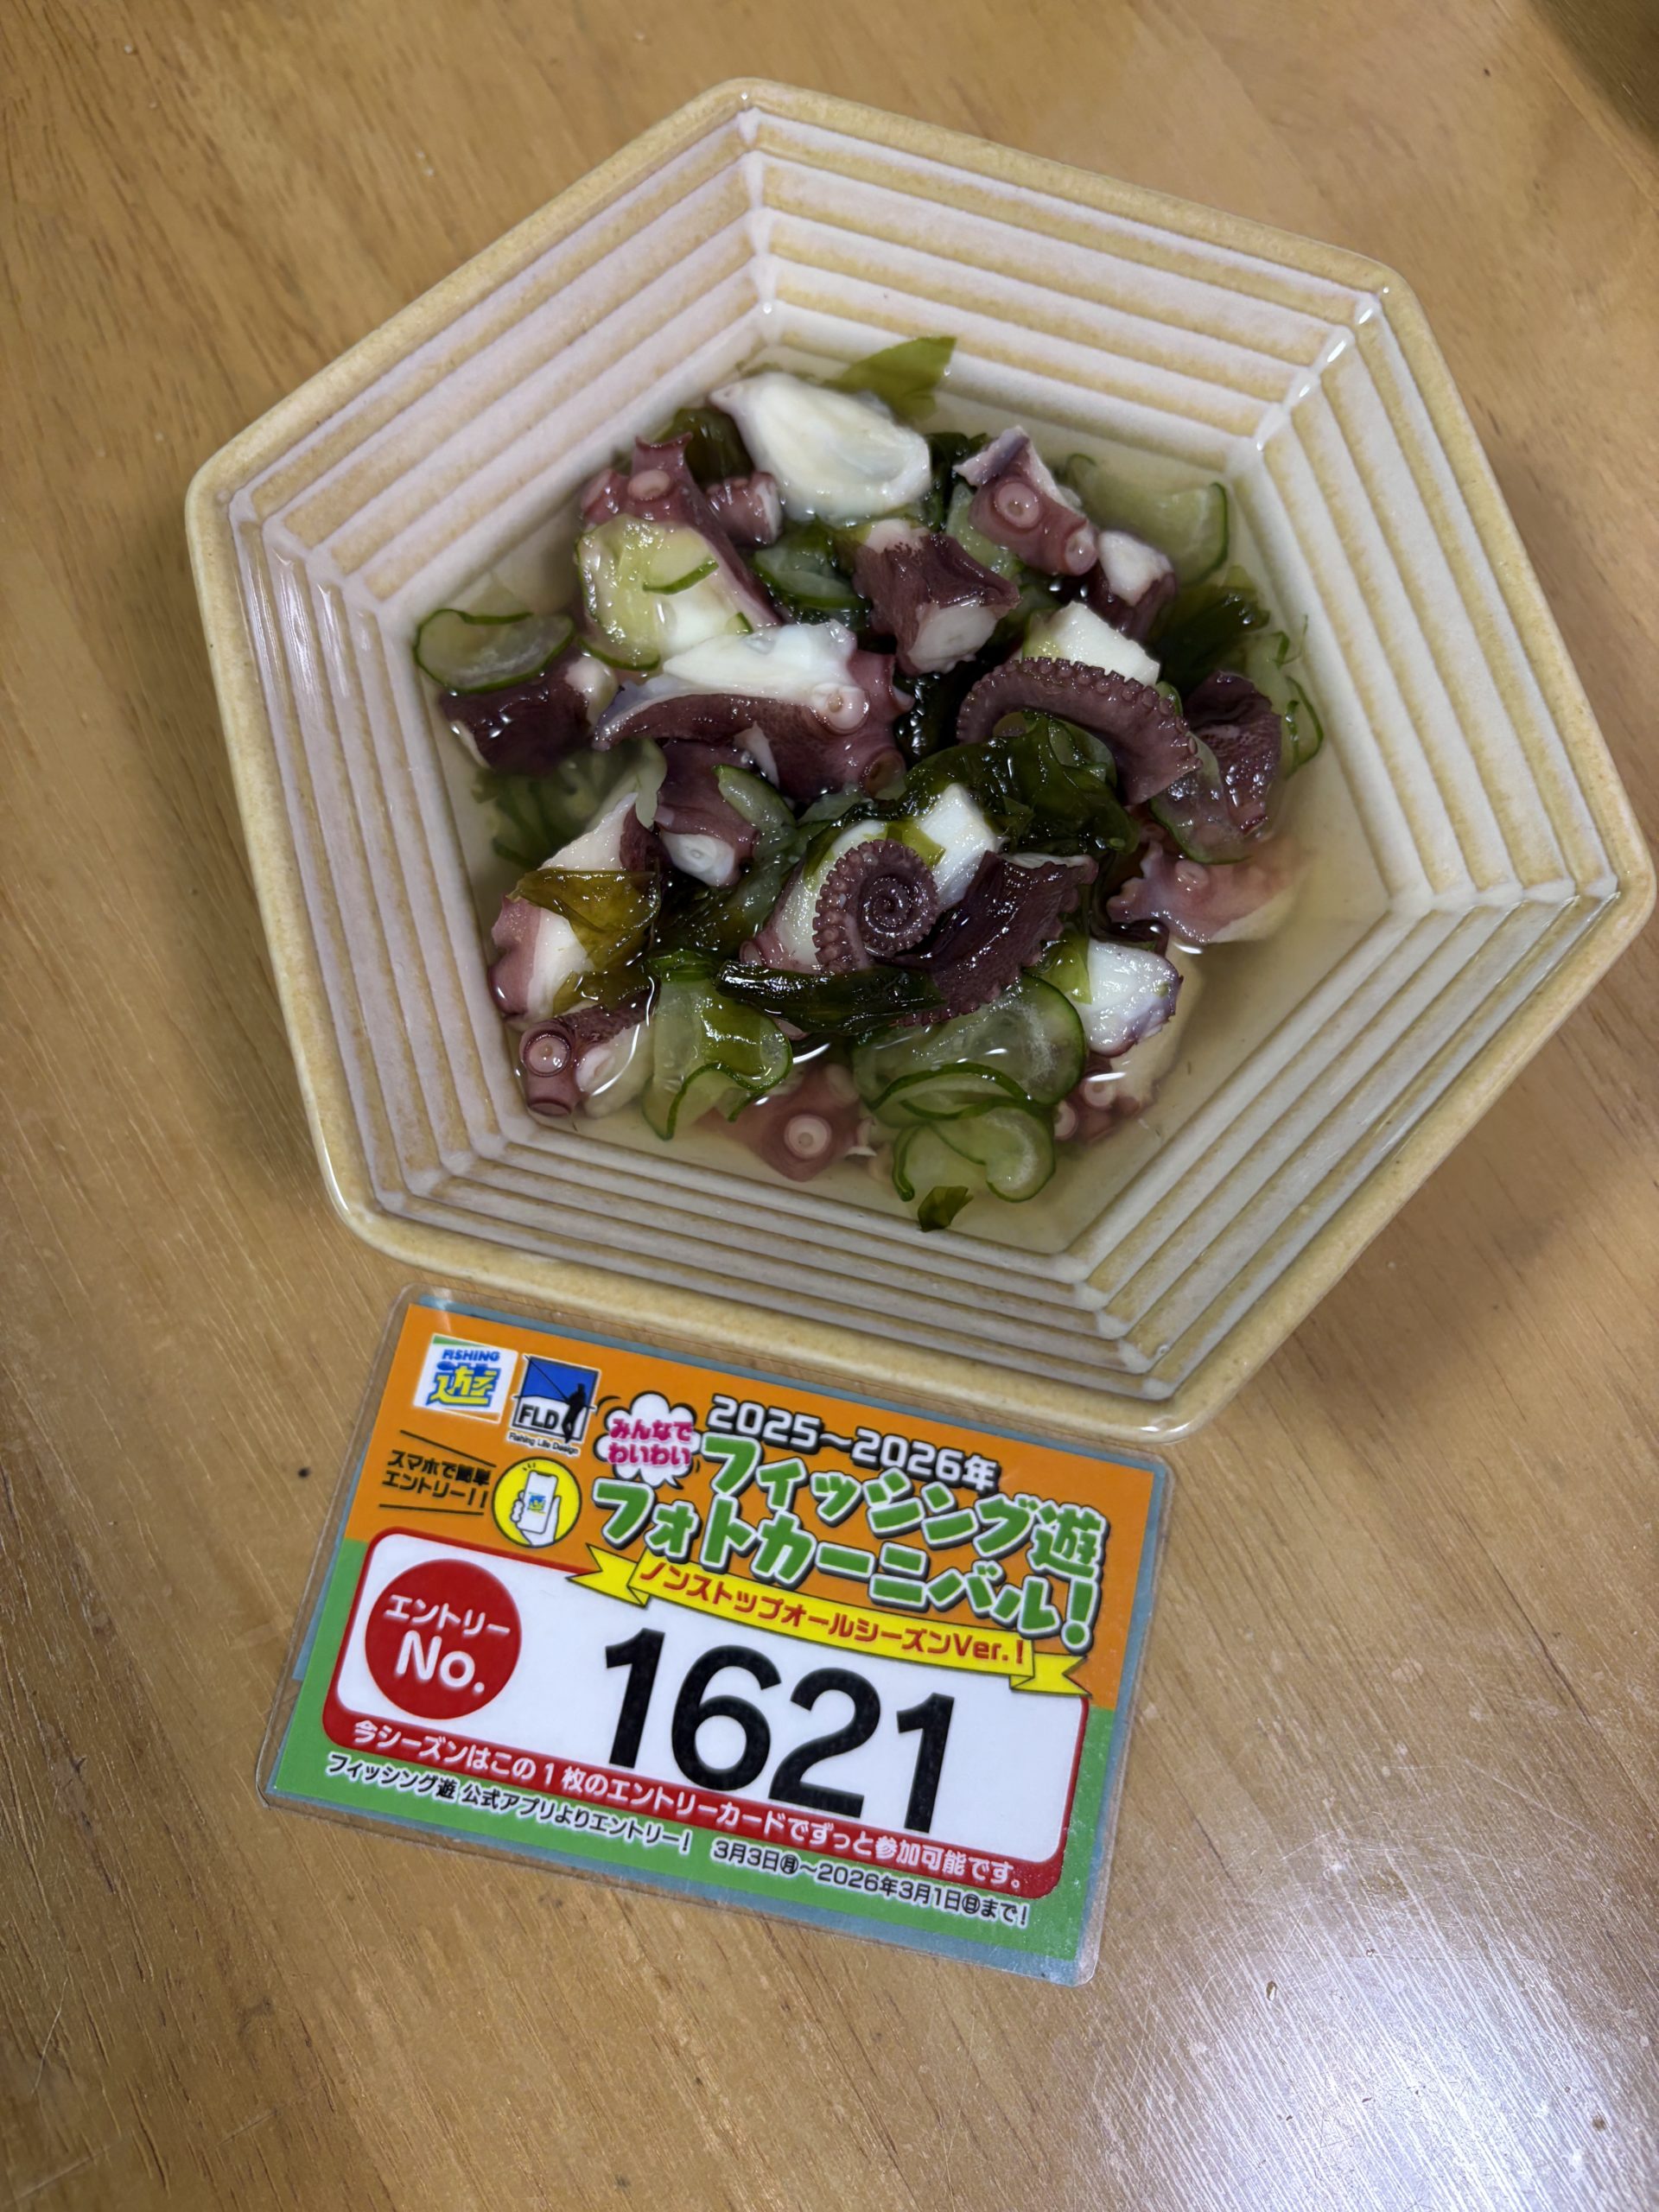 FISHING
遊
FLD
Fishing Life Design
みんなで
わいわい
2025～2026年
フィッシング遊
フォトカーニバル!
スマホで簡単
エントリー!!
ノンストップオールシーズンVer.!
エントリー
No.
1621
今シーズンはこの1枚のエントリーカードでずっと参加可能です。
フィッシング遊 公式アプリよりエントリー! 3月3日㊊～2026年3月1日㊐まで!